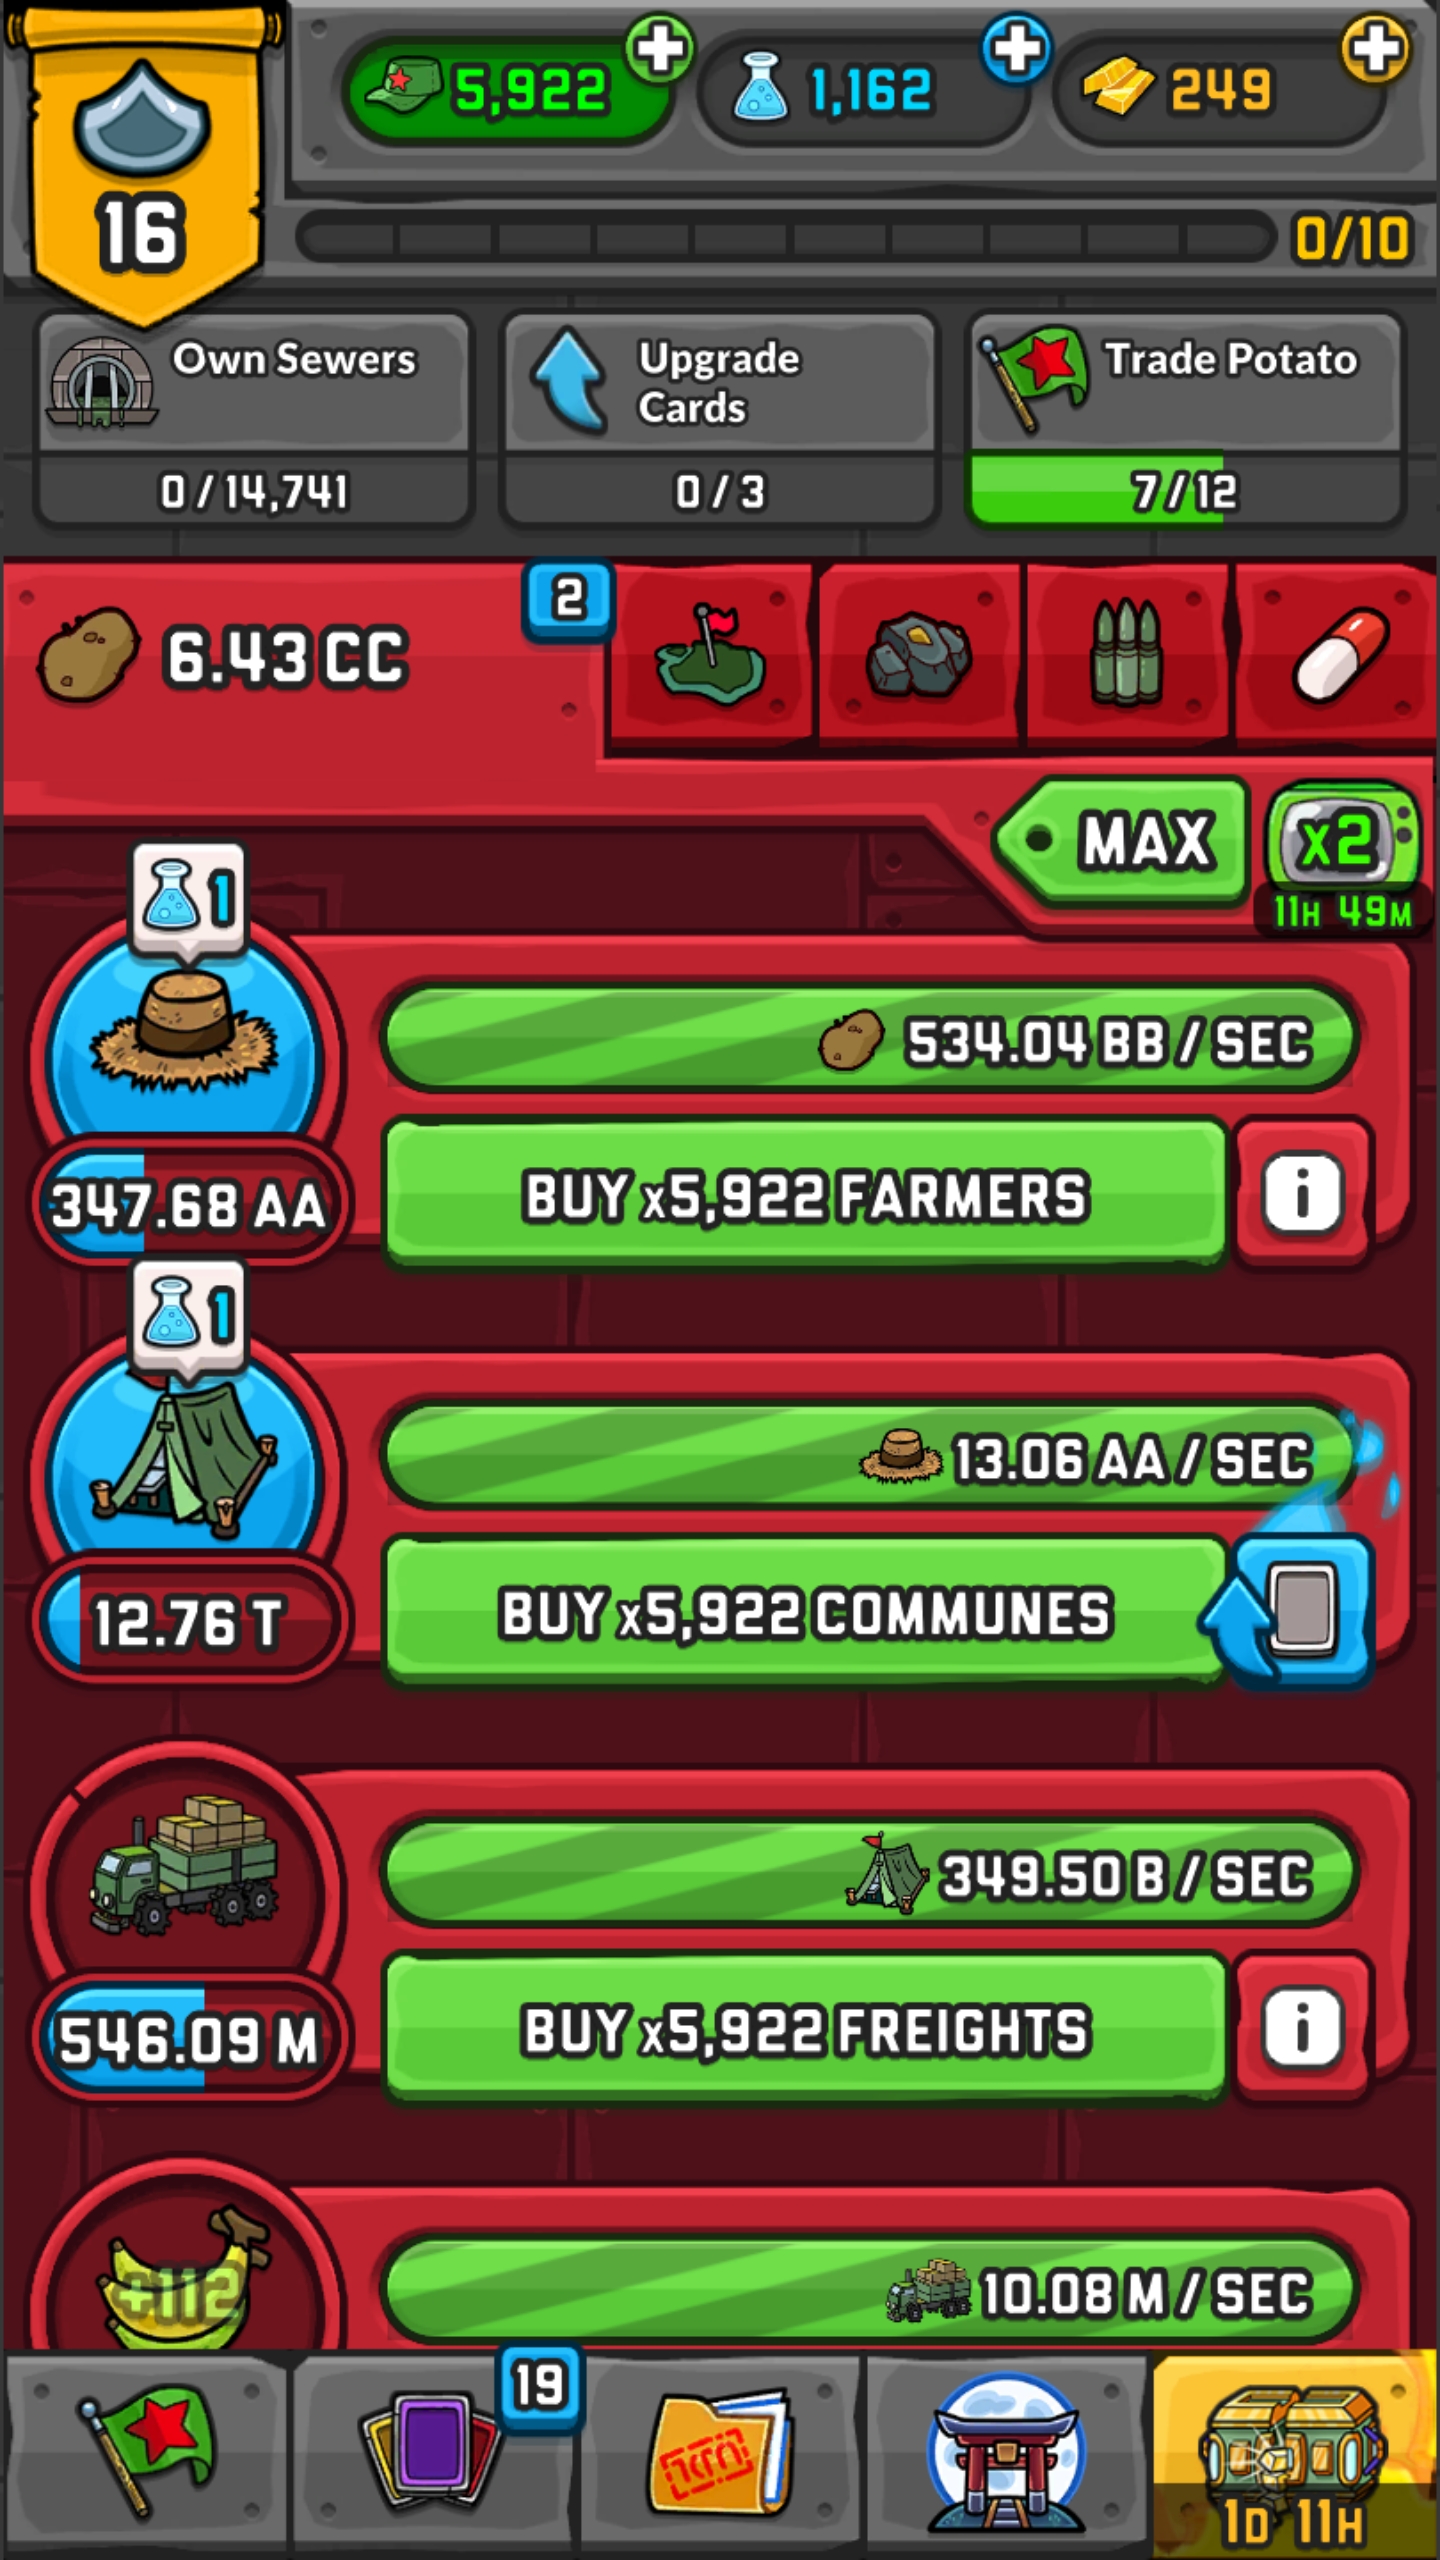 16
5,922
1,162
249
0/10
Own Sewers
0 / 14,741
Upgrade
Cards
0 / 3
Trade Potato
7 / 12
6.43 CC
2
MAX
x2
11H 49M
1
534.04 BB / SEC
347.68 AA
BUY x5,922 FARMERS
1
13.06 AA / SEC
12.76 T
BUY x5,922 COMMUNES
349.50 B / SEC
546.09 M
BUY x5,922 FREIGHTS
+112
10.08 M / SEC
19
1D 11H